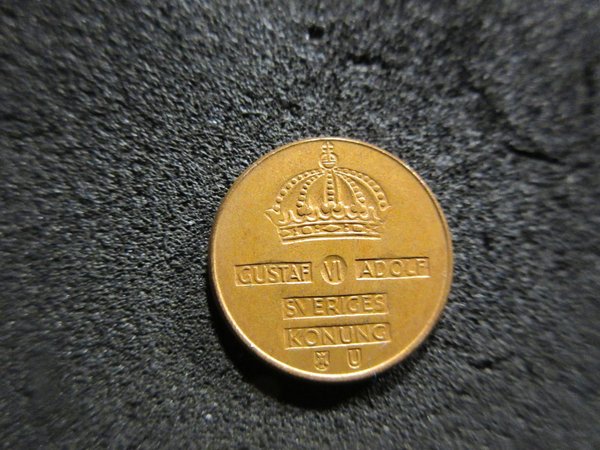 GUSTAF VI ADOLF
SVERIGES
KONUNG
U